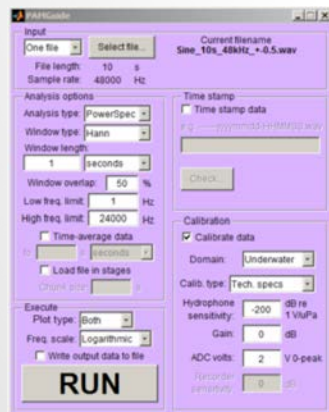 PAMGuide
Input
One file
Select file...
Current filename
Sine_10s_48kHz_+-0.5.wav
File length: 10 s
Sample rate: 48000 Hz
Analysis options
Analysis type: PowerSpec
Window type: Hann
Window length:
1 seconds
Window overlap: 50 %
Low freq. limit: 1 Hz
High freq. limit: 24000 Hz
Time-average data
to s seconds
Load file in stages
Chunk size: s
Execute
Plot type: Both
Freq. scale: Logarithmic
Write output data to file
RUN
Time stamp
Time stamp data
Check...
Calibration
Calibrate data
Domain: Underwater
Calib. type: Tech. specs
Hydrophone sensitivity: -200 dB re 1 V/uPa
Gain: 0 dB
ADC volts: 2 V 0-peak
Recorder sensitivity: 0 dB